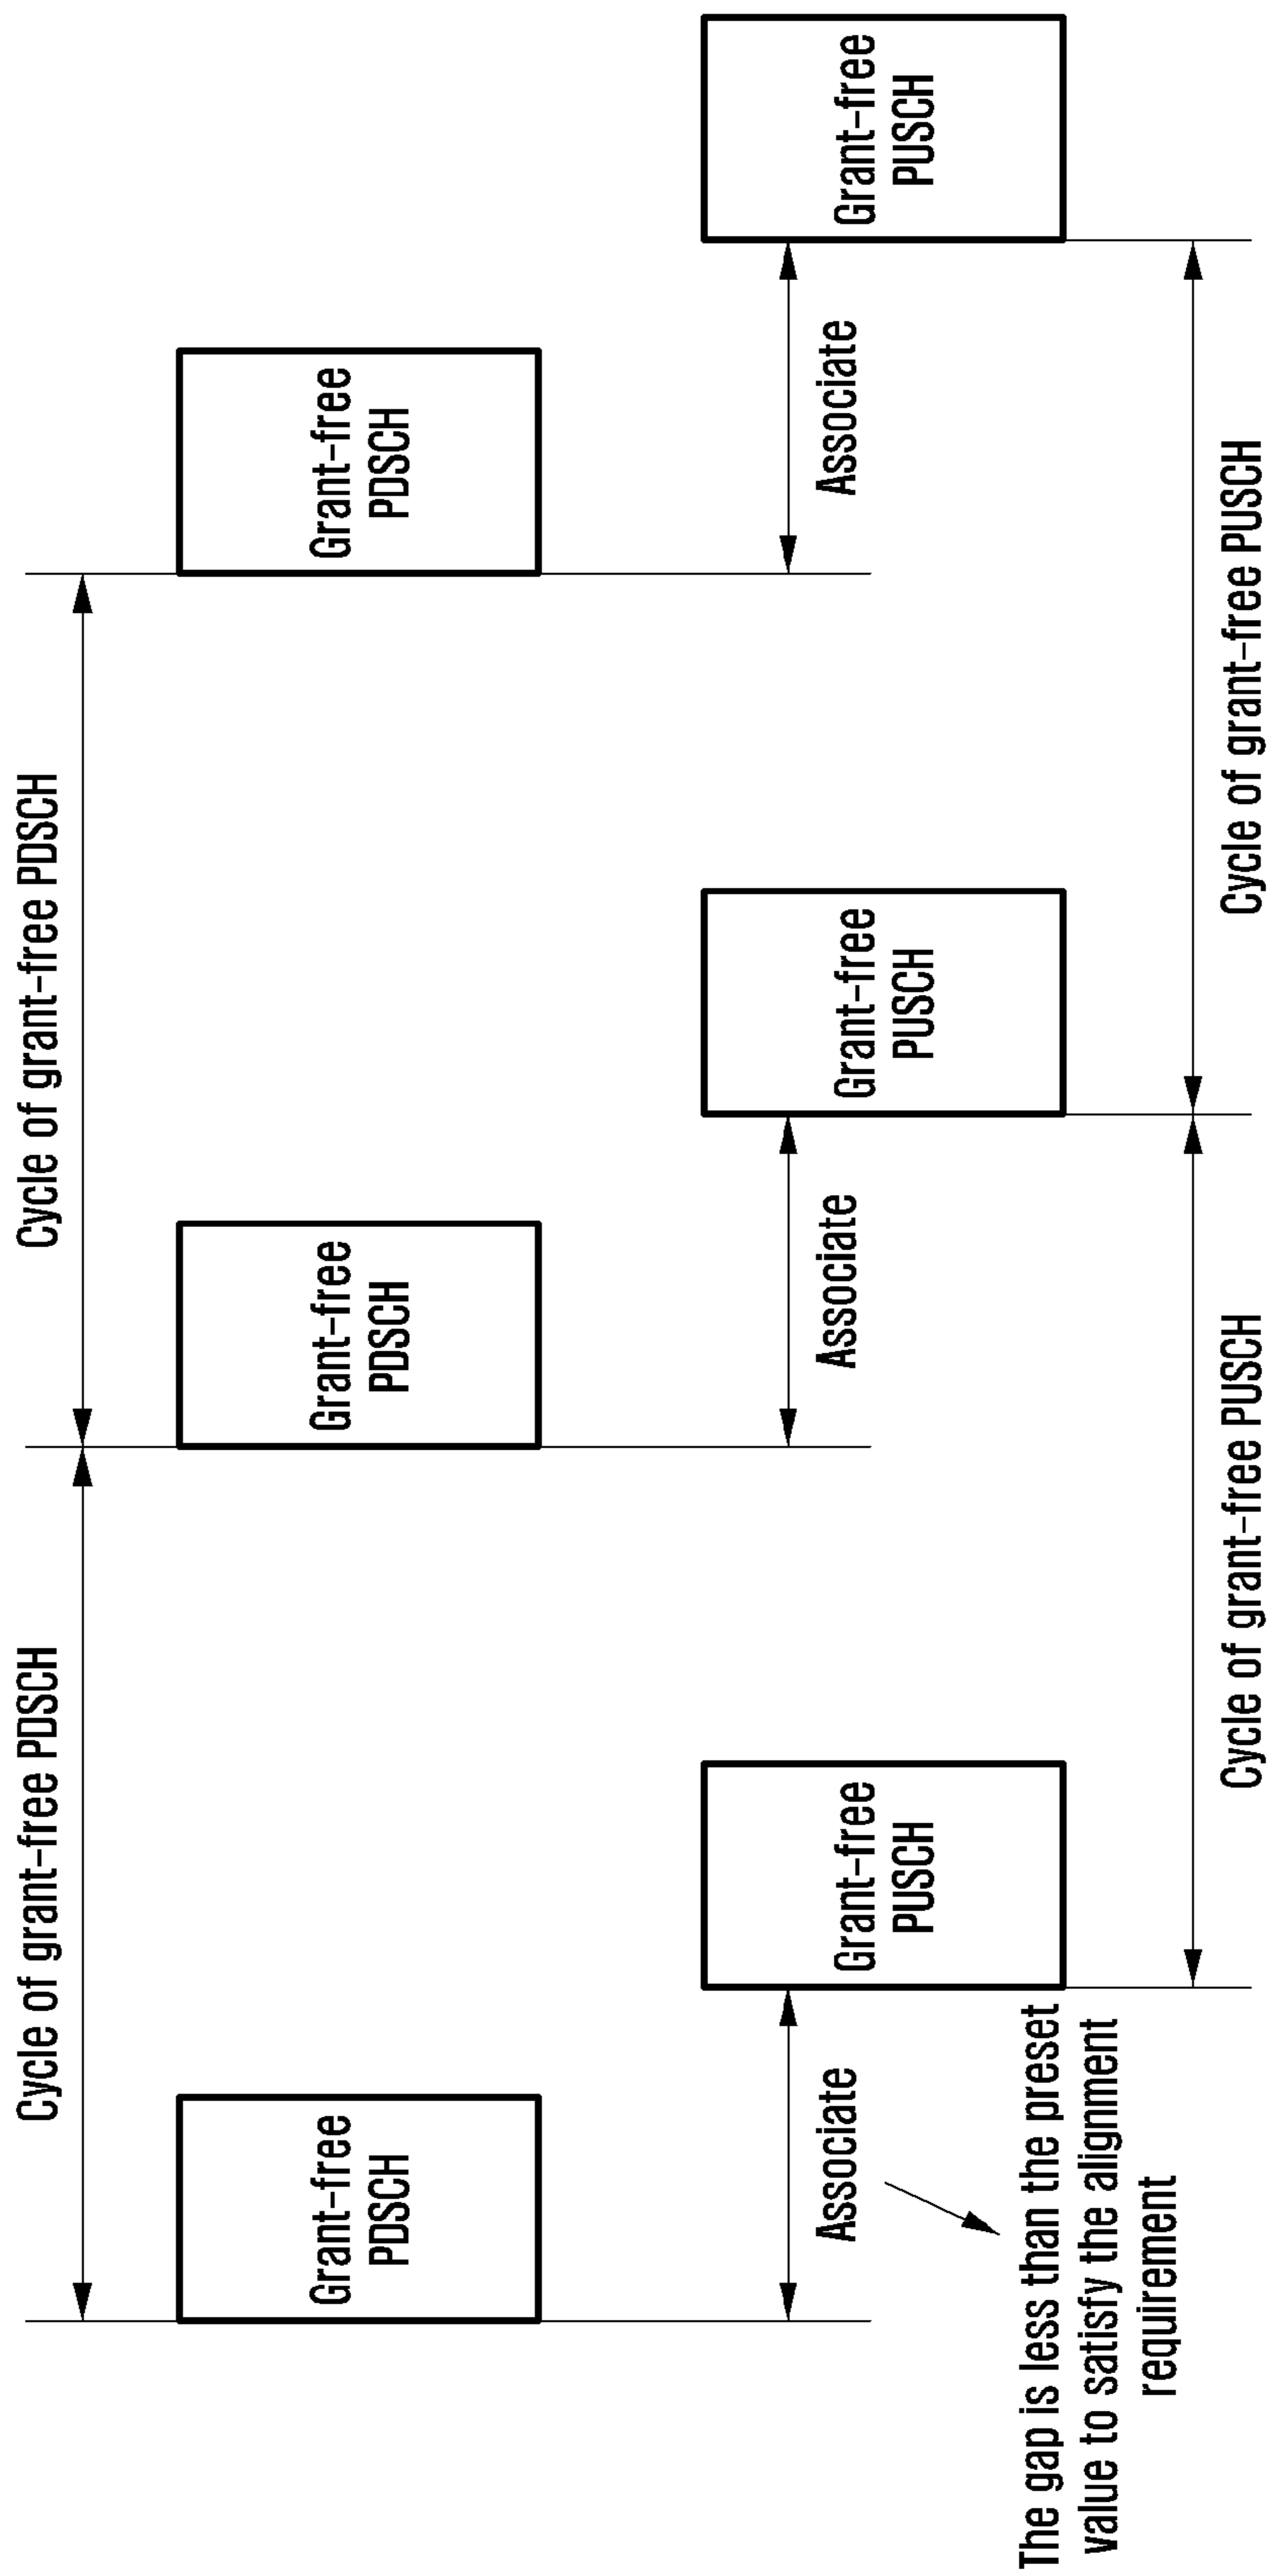 Cycle of grant-free PDSCH
Cycle of grant-free PDSCH
Grant-free
PDSCH
Grant-free
PDSCH
Grant-free
PDSCH
Associate
Grant-free
PUSCH
Associate
Grant-free
PUSCH
Associate
Grant-free
PUSCH
The gap is less than the preset
value to satisfy the alignment
requirement
Cycle of grant-free PUSCH
Cycle of grant-free PUSCH